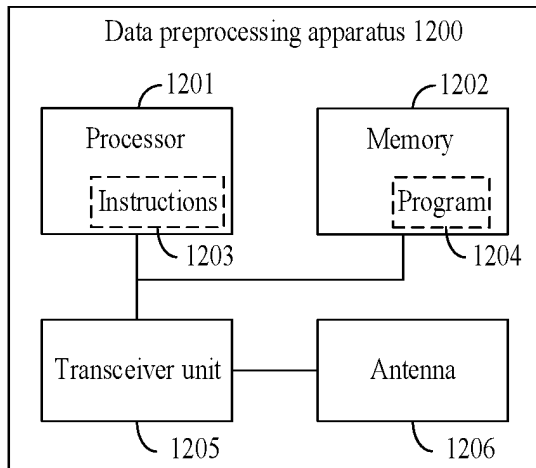 Data preprocessing apparatus 1200
1201
1202
Processor
Memory
Instructions
Program
1203
1204
Transceiver unit
Antenna
1205
1206